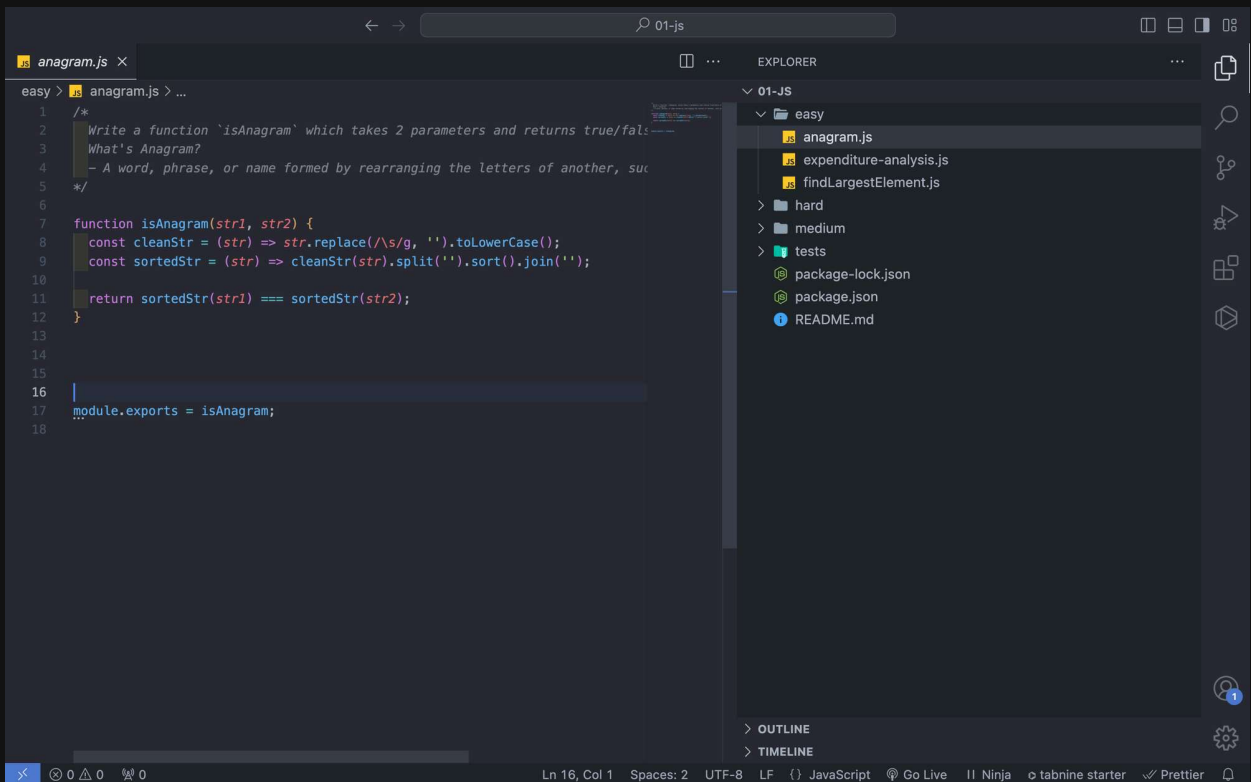 01-js
JS anagram.js
easy > JS anagram.js > ...
1 /*
2 Write a function `isAnagram` which takes 2 parameters and returns true/fals
3 What's Anagram?
4 - A word, phrase, or name formed by rearranging the letters of another, suc
5 */
6
7 function isAnagram(str1, str2) {
8 const cleanStr = (str) => str.replace(/\s/g, '').toLowerCase();
9 const sortedStr = (str) => cleanStr(str).split('').sort().join('');
10
11 return sortedStr(str1) === sortedStr(str2);
12 }
13
14
15
16
17 module.exports = isAnagram;
18
EXPLORER
01-JS
easy
JS anagram.js
JS expenditure-analysis.js
JS findLargestElement.js
hard
medium
tests
package-lock.json
package.json
README.md
1
OUTLINE
TIMELINE
0 0 0 Ln 16, Col 1 Spaces: 2 UTF-8 LF {} JavaScript Go Live Ninja tabnine starter Prettier